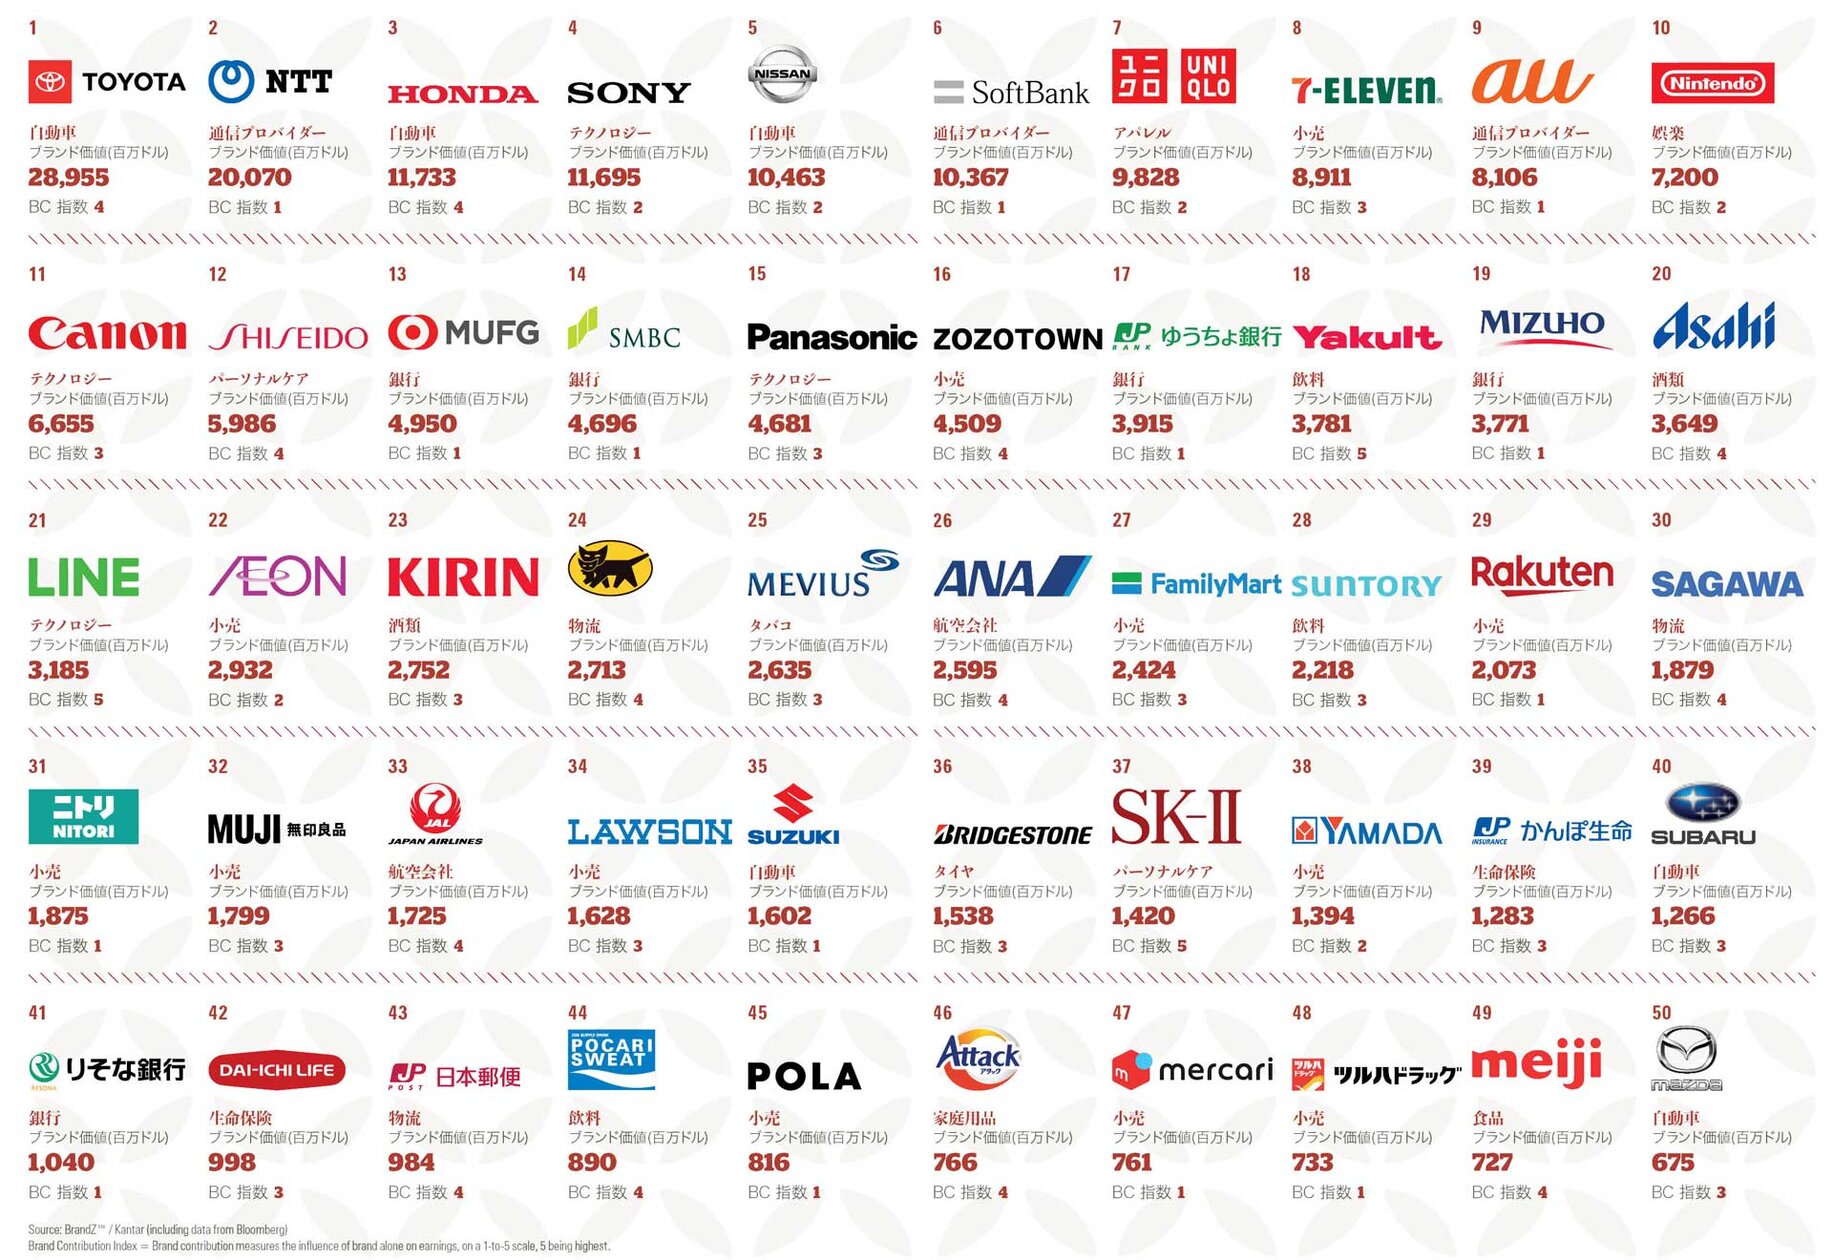 1
TOYOTA
自動車
ブランド価値(百万ドル)
28,955
BC 指数 4
2
NTT
通信プロバイダー
ブランド価値(百万ドル)
20,070
BC 指数 1
3
HONDA
自動車
ブランド価値(百万ドル)
11,733
BC 指数 4
4
SONY
テクノロジー
ブランド価値(百万ドル)
11,695
BC 指数 2
5
NISSAN
自動車
ブランド価値(百万ドル)
10,463
BC 指数 2
6
SoftBank
通信プロバイダー
ブランド価値(百万ドル)
10,367
BC 指数 1
7
ユニ UNI
クロ QLO
アパレル
ブランド価値(百万ドル)
9,828
BC 指数 2
8
7-ELEVEn®
小売
ブランド価値(百万ドル)
8,911
BC 指数 3
9
au
通信プロバイダー
ブランド価値(百万ドル)
8,106
BC 指数 1
10
Nintendo
娯楽
ブランド価値(百万ドル)
7,200
BC 指数 2
11
Canon
テクノロジー
ブランド価値(百万ドル)
6,655
BC 指数 3
12
SHISEIDO
パーソナルケア
ブランド価値(百万ドル)
5,986
BC 指数 4
13
MUFG
銀行
ブランド価値(百万ドル)
4,950
BC 指数 1
14
SMBC
銀行
ブランド価値(百万ドル)
4,696
BC 指数 1
15
Panasonic
テクノロジー
ブランド価値(百万ドル)
4,681
BC 指数 3
16
ZOZOTOWN
小売
ブランド価値(百万ドル)
4,509
BC 指数 4
17
JP BANK ゆうちょ銀行
銀行
ブランド価値(百万ドル)
3,915
BC 指数 1
18
Yakult
飲料
ブランド価値(百万ドル)
3,781
BC 指数 5
19
MIZUHO
銀行
ブランド価値(百万ドル)
3,771
BC 指数 1
20
Asahi
酒類
ブランド価値(百万ドル)
3,649
BC 指数 4
21
LINE
テクノロジー
ブランド価値(百万ドル)
3,185
BC 指数 5
22
ÆON
小売
ブランド価値(百万ドル)
2,932
BC 指数 2
23
KIRIN
酒類
ブランド価値(百万ドル)
2,752
BC 指数 3
24
物流
ブランド価値(百万ドル)
2,713
BC 指数 4
25
MEVIUS
タバコ
ブランド価値(百万ドル)
2,635
BC 指数 3
26
ANA
航空会社
ブランド価値(百万ドル)
2,595
BC 指数 4
27
FamilyMart
小売
ブランド価値(百万ドル)
2,424
BC 指数 3
28
SUNTORY
飲料
ブランド価値(百万ドル)
2,218
BC 指数 3
29
Rakuten
小売
ブランド価値(百万ドル)
2,073
BC 指数 1
30
SAGAWA
物流
ブランド価値(百万ドル)
1,879
BC 指数 4
31
ニトリ
NITORI
小売
ブランド価値(百万ドル)
1,875
BC 指数 1
32
MUJI 無印良品
小売
ブランド価値(百万ドル)
1,799
BC 指数 3
33
JAL
JAPAN AIRLINES
航空会社
ブランド価値(百万ドル)
1,725
BC 指数 4
34
LAWSON
小売
ブランド価値(百万ドル)
1,628
BC 指数 3
35
SUZUKI
自動車
ブランド価値(百万ドル)
1,602
BC 指数 1
36
BRIDGESTONE
タイヤ
ブランド価値(百万ドル)
1,538
BC 指数 3
37
SK-II
パーソナルケア
ブランド価値(百万ドル)
1,420
BC 指数 5
38
YAMADA
小売
ブランド価値(百万ドル)
1,394
BC 指数 2
39
JP INSURANCE かんぽ生命
生命保険
ブランド価値(百万ドル)
1,283
BC 指数 3
40
SUBARU
自動車
ブランド価値(百万ドル)
1,266
BC 指数 3
41
RESONA りそな銀行
銀行
ブランド価値(百万ドル)
1,040
BC 指数 1
42
DAI-ICHI LIFE
生命保険
ブランド価値(百万ドル)
998
BC 指数 3
43
JP POST 日本郵便
物流
ブランド価値(百万ドル)
984
BC 指数 4
44
ION SUPPLY DRINK
POCARI
SWEAT
飲料
ブランド価値(百万ドル)
890
BC 指数 4
45
POLA
小売
ブランド価値(百万ドル)
816
BC 指数 1
46
Attack
アタック
家庭用品
ブランド価値(百万ドル)
766
BC 指数 4
47
m mercari
小売
ブランド価値(百万ドル)
761
BC 指数 1
48
ツルハ
ドラッグ
ツルハドラッグ
小売
ブランド価値(百万ドル)
733
BC 指数 1
49
meiji
食品
ブランド価値(百万ドル)
727
BC 指数 4
50
mazda
自動車
ブランド価値(百万ドル)
675
BC 指数 3
Source: BrandZ™ / Kantar (including data from Bloomberg)
Brand Contribution Index = Brand contribution measures the influence of brand alone on earnings, on a 1-to-5 scale, 5 being highest.